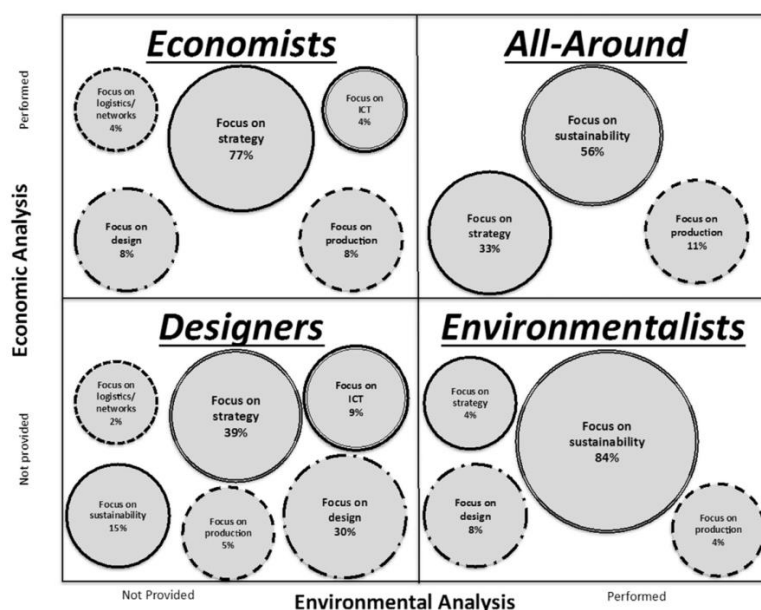 Economists
Focus on
logistics/
networks
4%
Focus on
strategy
77%
Focus on
ICT
4%
Focus on
design
8%
Focus on
production
8%
All-Around
Focus on
sustainability
56%
Focus on
strategy
33%
Focus on
production
11%
Designers
Focus on
logistics/
networks
2%
Focus on
strategy
39%
Focus on
ICT
9%
Focus on
sustainability
15%
Focus on
production
5%
Focus on
design
30%
Environmentalists
Focus on
strategy
4%
Focus on
sustainability
84%
Focus on
design
8%
Focus on
production
4%
Performed
Economic Analysis
Not provided
Not Provided
Environmental Analysis
Performed